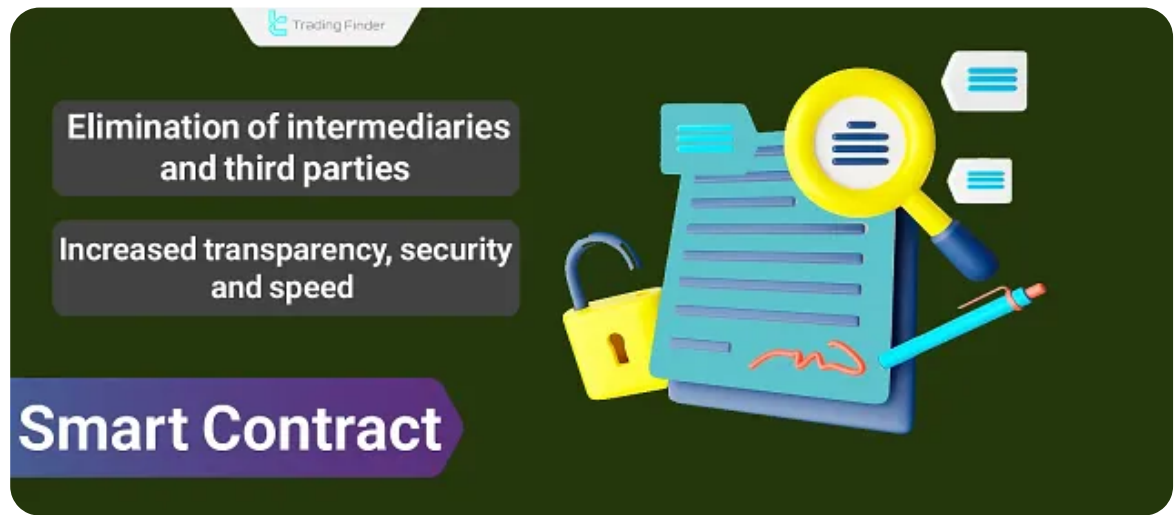 Trading Finder
Elimination of intermediaries
and third parties
Increased transparency, security
and speed
Smart Contract